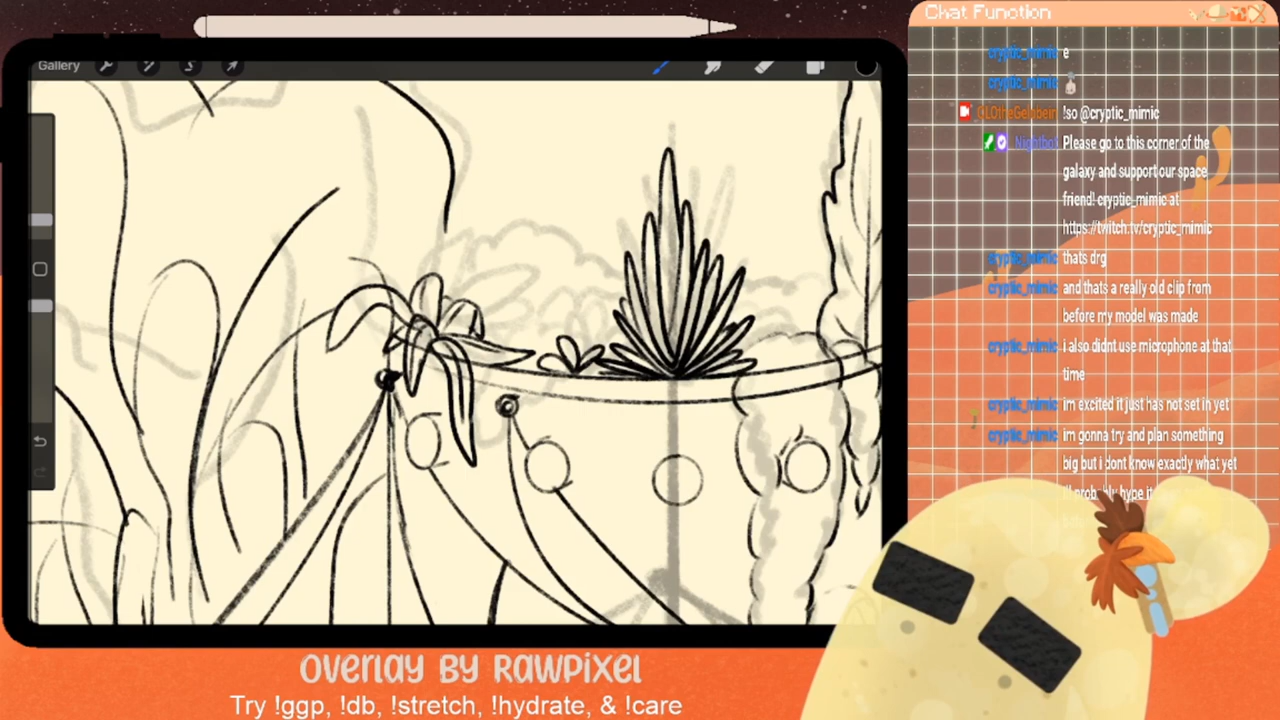 Chat Function
Gallery
cryptic_mimic e
cryptic_mimic
!so @cryptic_mimic
Nightbot Please go to this corner of the
galaxy and support our space
friend! cryptic_mimic at
https://twitch.tv/cryptic_mimic
cryptic_mimic thats drg
cryptic_mimic and thats a really old clip from
before my model was made
cryptic_mimic i also didnt use microphone at that
time
cryptic_mimic im excited it just has not set in yet
cryptic_mimic im gonna try and plan something
big but i dont know exactly what yet
hype it
Overlay by Rawpixel
Try !ggp, !db, !stretch, !hydrate, & !care